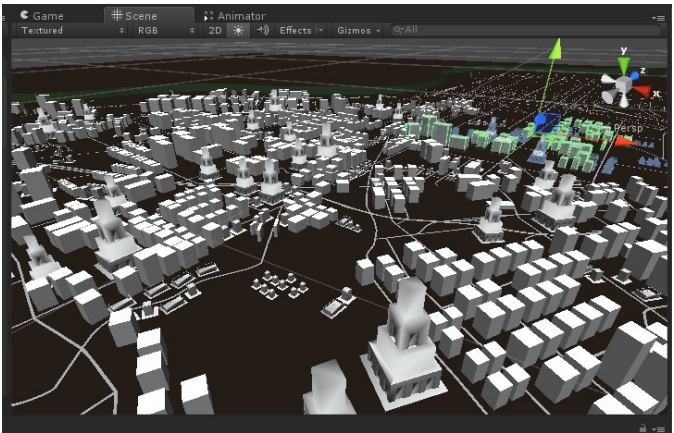 Game Scene Animator
Textured RGB 2D Effects Gizmos All
y
z
x
Persp